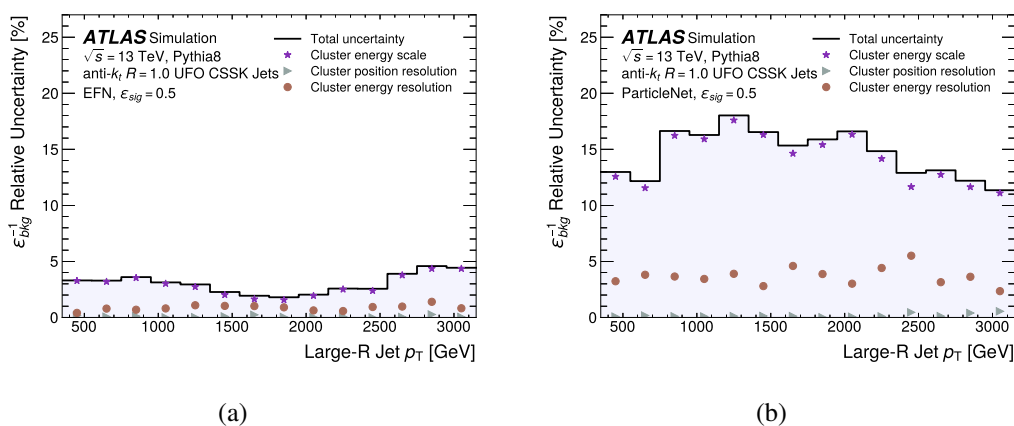 ATLAS Simulation
√s = 13 TeV, Pythia8
anti-kt R = 1.0 UFO CSSK Jets
EFN, εsig = 0.5
Total uncertainty
Cluster energy scale
Cluster position resolution
Cluster energy resolution
ε−1bkg Relative Uncertainty [%]
25
20
15
10
5
0
500 1000 1500 2000 2500 3000
Large-R Jet pT [GeV]
(a)
ATLAS Simulation
√s = 13 TeV, Pythia8
anti-kt R = 1.0 UFO CSSK Jets
ParticleNet, εsig = 0.5
Total uncertainty
Cluster energy scale
Cluster position resolution
Cluster energy resolution
ε−1bkg Relative Uncertainty [%]
25
20
15
10
5
0
500 1000 1500 2000 2500 3000
Large-R Jet pT [GeV]
(b)